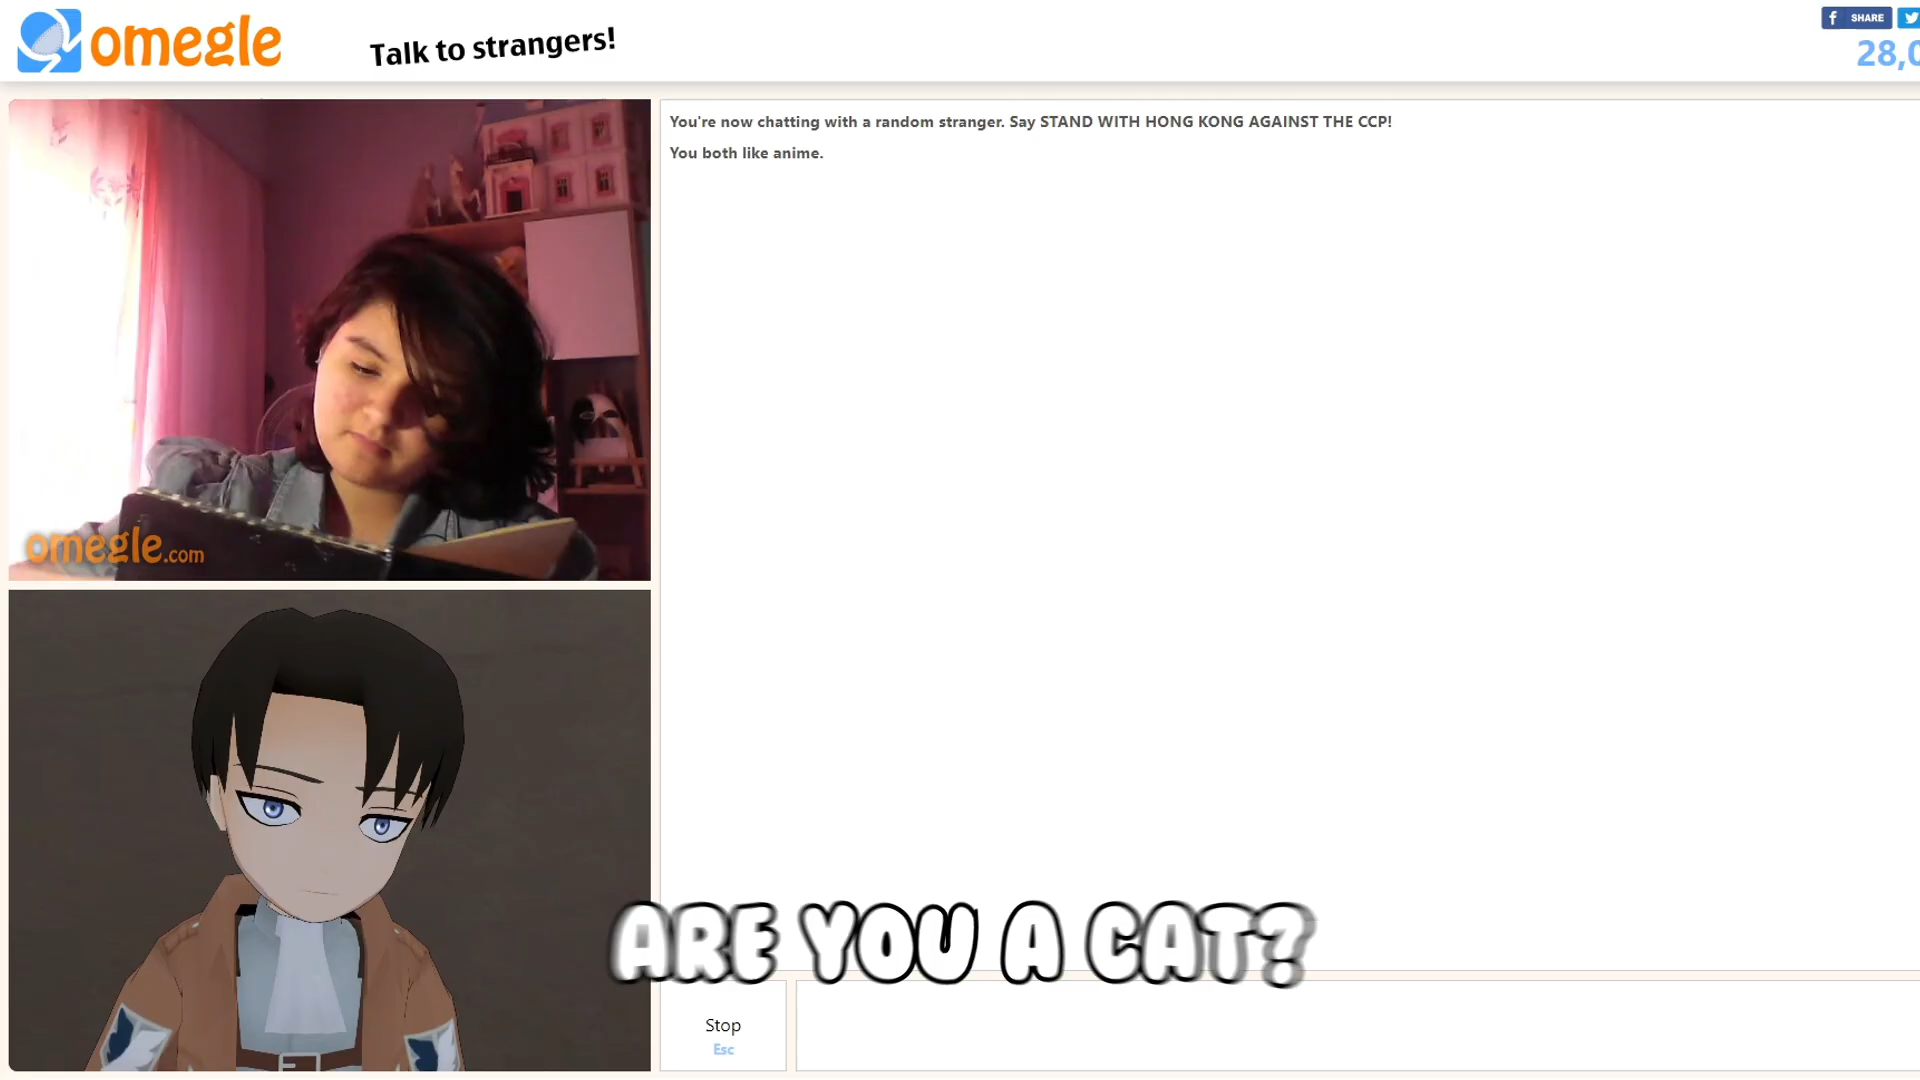 omegle
Talk to strangers!
f SHARE
28,0
You're now chatting with a random stranger. Say STAND WITH HONG KONG AGAINST THE CCP!
You both like anime.
omegle.com
ARE YOU A CAT?
Stop
Esc